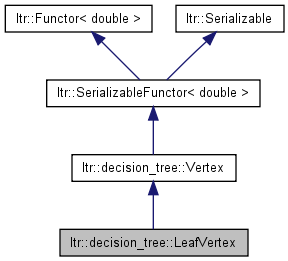 ltr::Functor< double >
ltr::Serializable
ltr::SerializableFunctor< double >
ltr::decision_tree::Vertex
ltr::decision_tree::LeafVertex